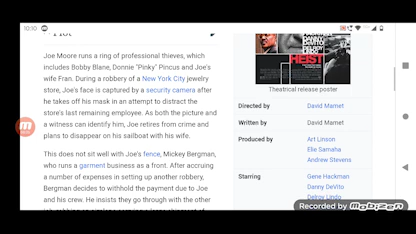 10:10
Plot
Joe Moore runs a ring of professional thieves, which
includes Bobby Blane, Donnie "Pinky" Pincus and Joe's
wife Fran. During a robbery of a New York City jewelry
store, Joe's face is captured by a security camera after
he takes off his mask in an attempt to distract the
store's last remaining employee. As both the picture
and a witness can identify him, Joe retires from crime and
plans to disappear on his sailboat with his wife.
This does not sit well with Joe's fence, Mickey Bergman,
who runs a garment business as a front. After accruing
a number of expenses in setting up another robbery,
Bergman decides to withhold the payment due to Joe
and his crew. He insists they go through with the other
HEIST
Theatrical release poster
Directed by David Mamet
Written by David Mamet
Produced by Art Linson
Elie Samaha
Andrew Stevens
Starring Gene Hackman
Danny DeVito
Delroy Lindo
Recorded by Mobizen